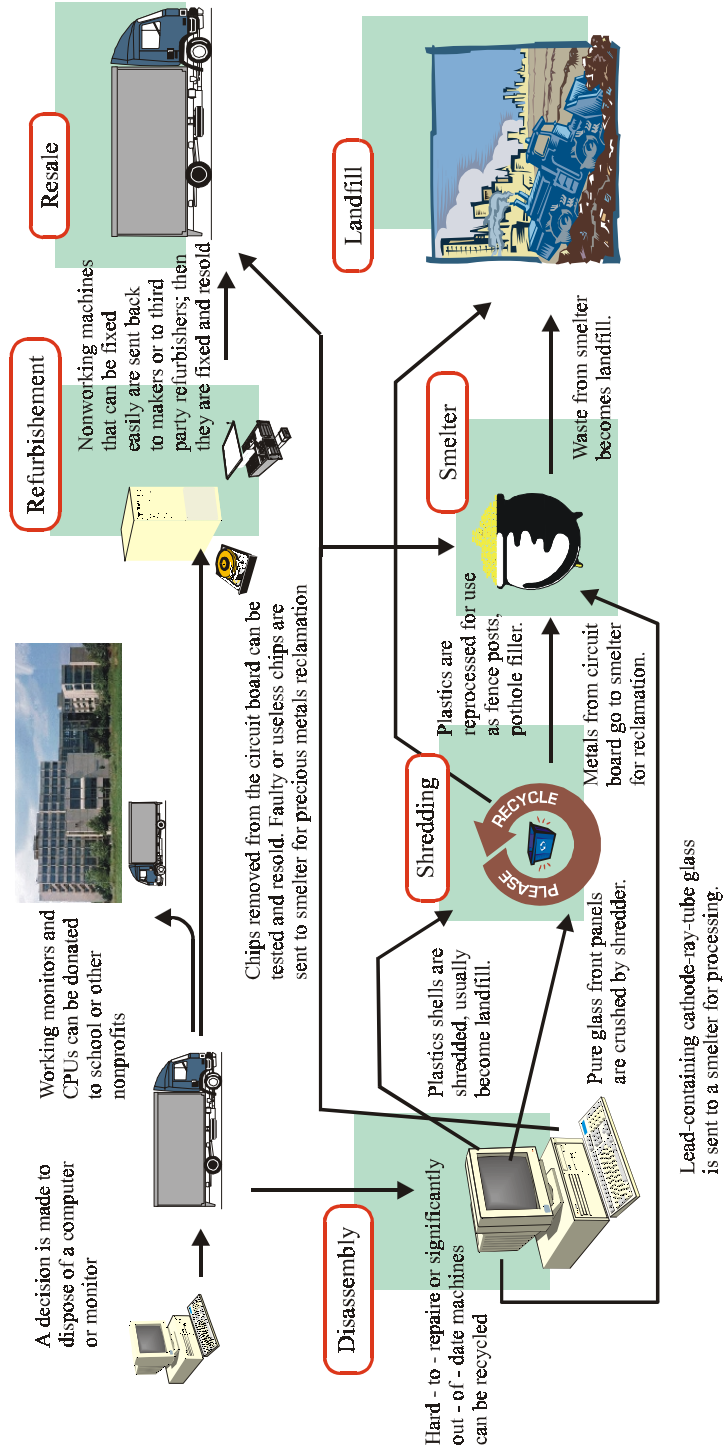 A decision is made to
dispose of a computer
or monitor
Working monitors and
CPUs can be donated
to school or other
nonprofits
Refurbishement
Nonworking machines
that can be fixed
easily are sent back
to makers or to third
party refurbishers; then
they are fixed and resold
Resale
Chips removed from the circuit board can be
tested and resold. Faulty or useless chips are
sent to smelter for precious metals reclamation
Disassembly
Hard - to - repaire or significantly
out - of - date machines
can be recycled
Plastics shells are
shredded, usually
become landfill.
Pure glass front panels
are crushed by shredder.
Shredding
PLEASE
RECYCLE
Plastics are
reprocessed for use
as fence posts,
pothole filler.
Metals from circuit
board go to smelter
for reclamation.
Smelter
Waste from smelter
becomes landfill.
Landfill
Lead-containing cathode-ray-tube glass
is sent to a smelter for processing.